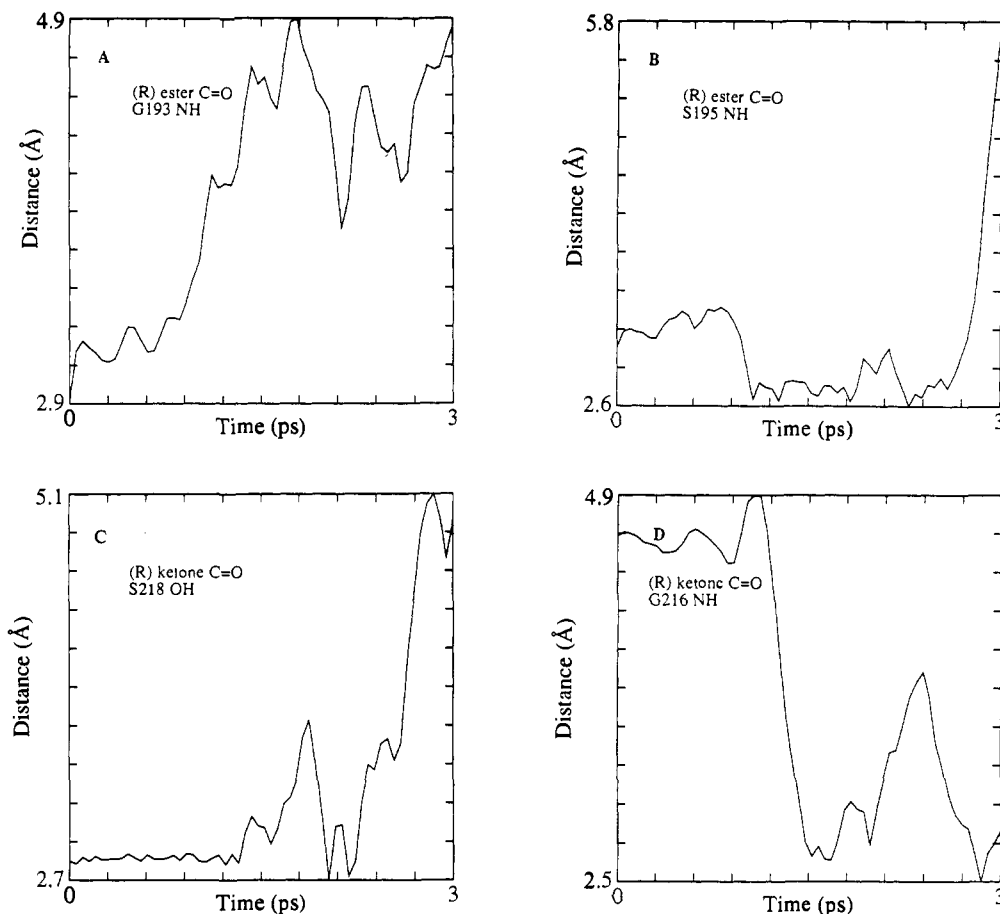 4.9
A
(R) ester C=O
G193 NH
Distance (Å)
2.9
0
Time (ps)
3
5.8
B
(R) ester C=O
S195 NH
Distance (Å)
2.6
0
Time (ps)
3
5.1
C
(R) ketone C=O
S218 OH
Distance (Å)
2.7
0
Time (ps)
3
4.9
D
(R) ketone C=O
G216 NH
Distance (Å)
2.5
0
Time (ps)
3